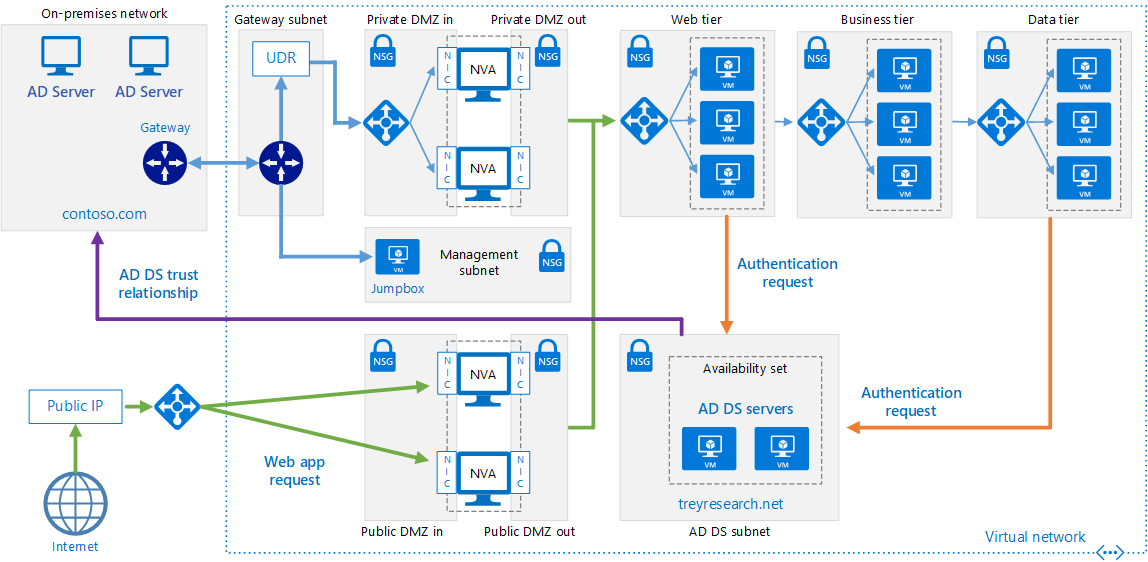 On-premises network
AD Server
AD Server
Gateway
contoso.com
Gateway subnet
UDR
Private DMZ in
Private DMZ out
NSG
NIC
NVA
NIC
NSG
NIC
NVA
NIC
Web tier
NSG
VM
VM
VM
Business tier
NSG
VM
VM
VM
Data tier
NSG
VM
VM
VM
VM
Jumpbox
Management
subnet
NSG
AD DS trust
relationship
Authentication
request
Public IP
Internet
Web app
request
NSG
NIC
NVA
NIC
NSG
NIC
NVA
NIC
Public DMZ in
Public DMZ out
NSG
Availability set
AD DS servers
VM
VM
treyresearch.net
AD DS subnet
Authentication
request
Virtual network